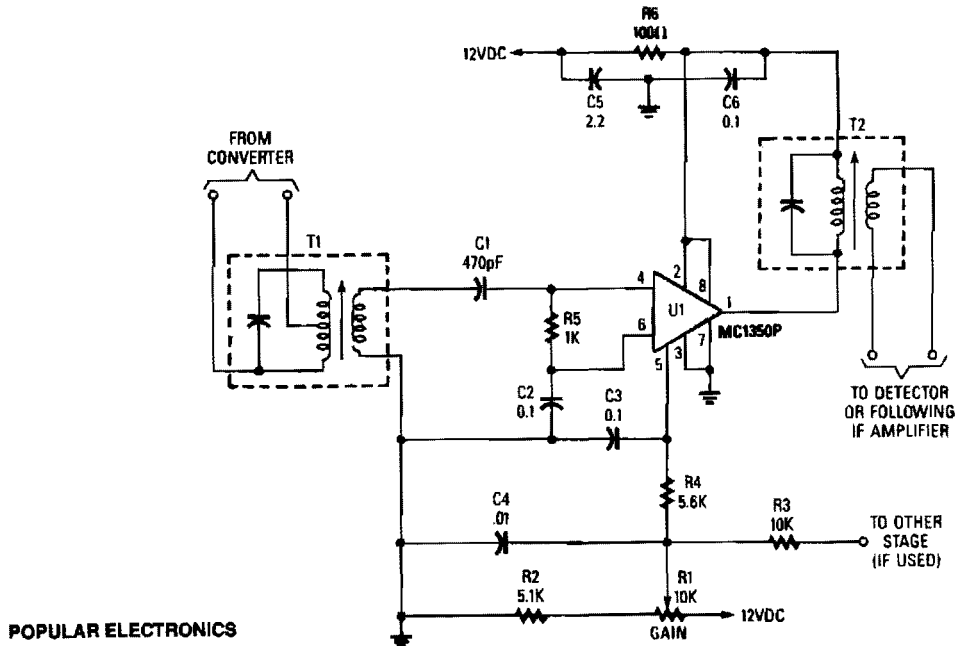 R6
100Ω
12VDC
C5
2.2
C6
0.1
T2
FROM
CONVERTER
T1
C1
470pF
4
2
8
U1
1
MC1350P
R5
1K
6
7
5
3
C2
0.1
C3
0.1
TO DETECTOR
OR FOLLOWING
IF AMPLIFIER
R4
5.6K
C4
.01
R3
10K
TO OTHER
STAGE
(IF USED)
R2
5.1K
R1
10K
12VDC
GAIN
POPULAR ELECTRONICS